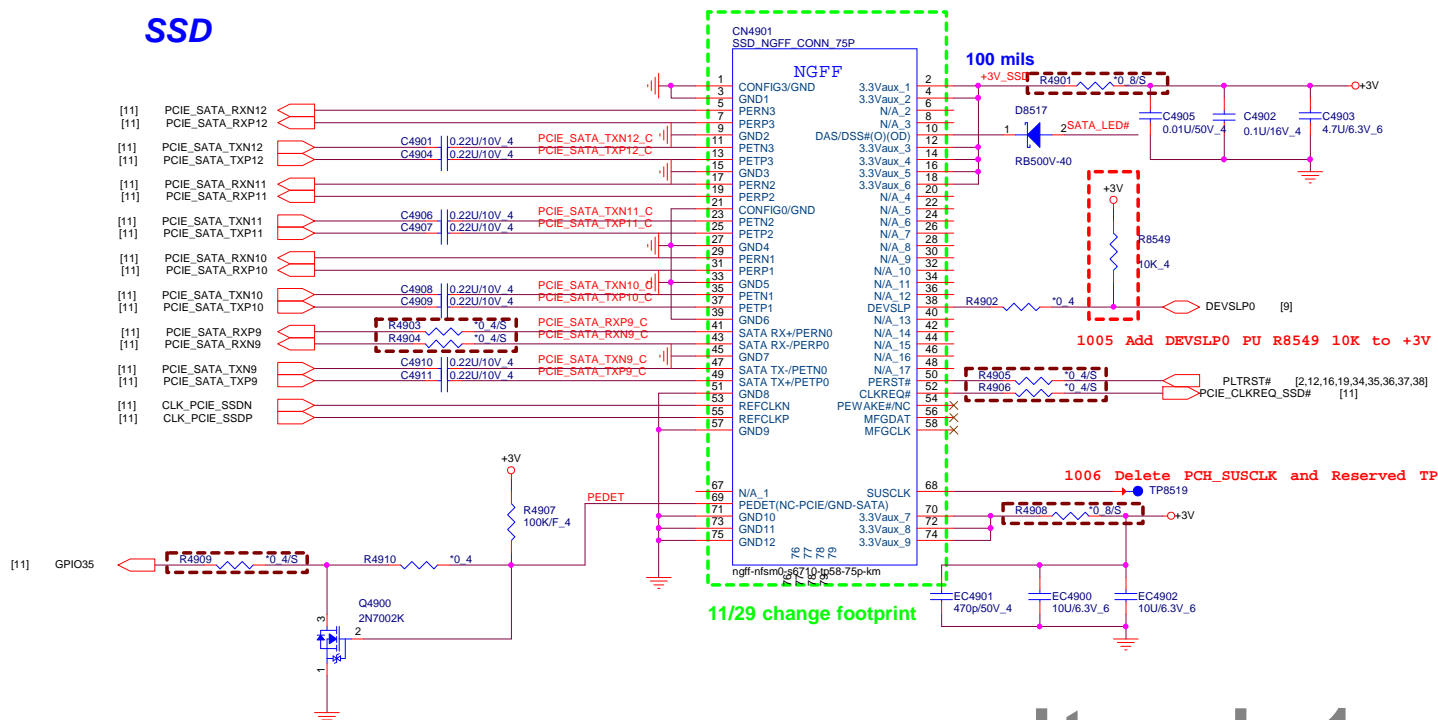 SSD
CN4901
SSD_NGFF_CONN_75P
NGFF
100 mils
+3V_SSD
R4901 *0_8/S
+3V
C4905
0.01U/50V_4
C4902
0.1U/16V_4
C4903
4.7U/6.3V_6
D8517
1 2 SATA_LED#
RB500V-40
[11] PCIE_SATA_RXN12
[11] PCIE_SATA_RXP12
[11] PCIE_SATA_TXN12 C4901 0.22U/10V_4 PCIE_SATA_TXN12_C
[11] PCIE_SATA_TXP12 C4904 0.22U/10V_4 PCIE_SATA_TXP12_C
[11] PCIE_SATA_RXN11
[11] PCIE_SATA_RXP11
[11] PCIE_SATA_TXN11 C4906 0.22U/10V_4 PCIE_SATA_TXN11_C
[11] PCIE_SATA_TXP11 C4907 0.22U/10V_4 PCIE_SATA_TXP11_C
[11] PCIE_SATA_RXN10
[11] PCIE_SATA_RXP10
[11] PCIE_SATA_TXN10 C4908 0.22U/10V_4 PCIE_SATA_TXN10_C
[11] PCIE_SATA_TXP10 C4909 0.22U/10V_4 PCIE_SATA_TXP10_C
[11] PCIE_SATA_RXP9 R4903 *0_4/S PCIE_SATA_RXP9_C
[11] PCIE_SATA_RXN9 R4904 *0_4/S PCIE_SATA_RXN9_C
[11] PCIE_SATA_TXN9 C4910 0.22U/10V_4 PCIE_SATA_TXN9_C
[11] PCIE_SATA_TXP9 C4911 0.22U/10V_4 PCIE_SATA_TXP9_C
[11] CLK_PCIE_SSDN
[11] CLK_PCIE_SSDP
1 CONFIG3/GND
3 GND1
5 PERN3
7 PERP3
9 GND2
11 PETN3
13 PETP3
15 GND3
17 PERN2
19 PERP2
21 CONFIG0/GND
23 PETN2
25 PETP2
27 GND4
29 PERN1
31 PERP1
33 GND5
35 PETN1
37 PETP1
39 GND6
41 SATA RX+/PERN0
43 SATA RX-/PERP0
45 GND7
47 SATA TX-/PETN0
49 SATA TX+/PETP0
51 GND8
53 REFCLKN
55 REFCLKP
57 GND9
67 N/A_1
69 PEDET(NC-PCIE/GND-SATA)
71 GND10
73 GND11
75 GND12
3.3Vaux_1 2
3.3Vaux_2 4
N/A_2 6
N/A_3 8
DAS/DSS#(O)(OD) 10
3.3Vaux_3 12
3.3Vaux_4 14
3.3Vaux_5 16
3.3Vaux_6 18
N/A_4 20
N/A_5 22
N/A_6 24
N/A_7 26
N/A_8 28
N/A_9 30
N/A_10 32
N/A_11 34
N/A_12 36
DEVSLP 38
N/A_13 40
N/A_14 42
N/A_15 44
N/A_16 46
N/A_17 48
PERST# 50
CLKREQ# 52
PEWAKE#/NC 54
MFGDAT 56
MFGCLK 58
SUSCLK 68
3.3Vaux_7 70
3.3Vaux_8 72
3.3Vaux_9 74
76 77 78 79
76 77 78 79
ngff-nfsm0-s6710-tp58-75p-km
11/29 change footprint
+3V
R8549
10K_4
R4902 *0_4 DEVSLP0 [9]
1005 Add DEVSLP0 PU R8549 10K to +3V
R4905 *0_4/S PLTRST# [2,12,16,19,34,35,36,37,38]
R4906 *0_4/S PCIE_CLKREQ_SSD# [11]
1006 Delete PCH_SUSCLK and Reserved TP
TP8519
R4908 *0_8/S +3V
EC4901
470p/50V_4
EC4900
10U/6.3V_6
EC4902
10U/6.3V_6
+3V
R4907
100K/F_4
PEDET
[11] GPIO35 R4909 *0_4/S R4910 *0_4
Q4900
2N7002K
3
2
1